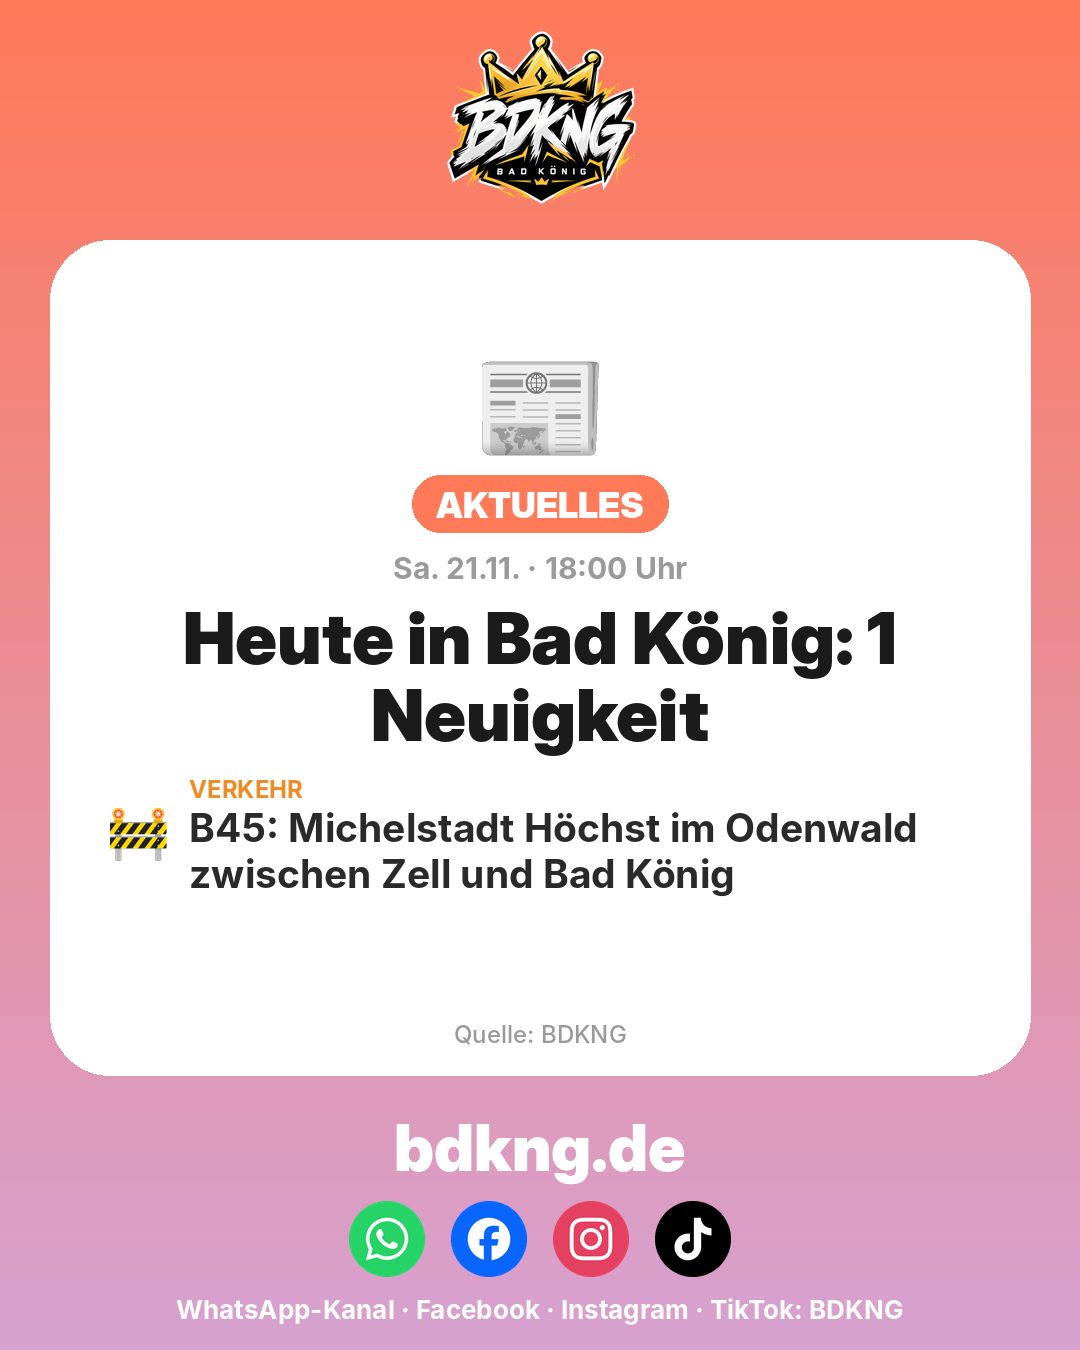 BDKNG
BAD KÖNIG
AKTUELLES
Sa. 21.11. · 18:00 Uhr
Heute in Bad König: 1
Neuigkeit
VERKEHR
B45: Michelstadt Höchst im Odenwald
zwischen Zell und Bad König
Quelle: BDKNG
bdkng.de
WhatsApp-Kanal · Facebook · Instagram · TikTok: BDKNG